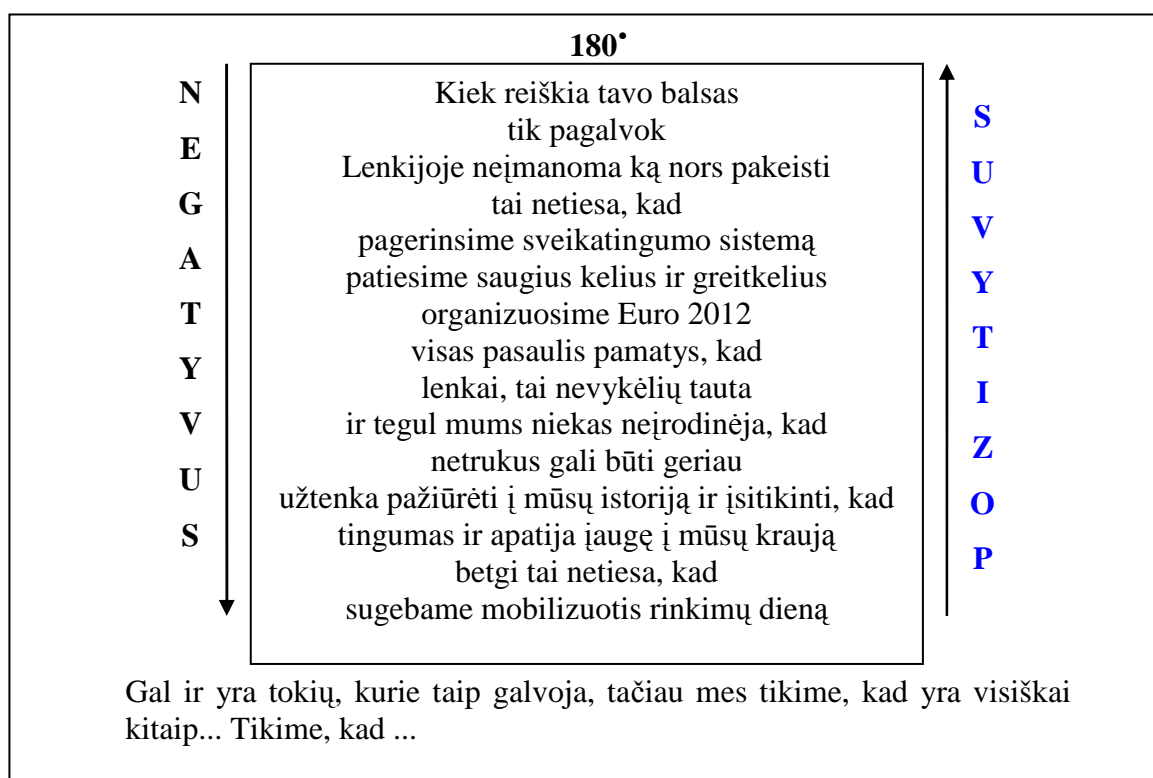 180•
N
E
G
A
T
Y
V
U
S
Kiek reiškia tavo balsas
tik pagalvok
Lenkijoje neįmanoma ką nors pakeisti
tai netiesa, kad
pagerinsime sveikatingumo sistemą
patiesime saugius kelius ir greitkelius
organizuosime Euro 2012
visas pasaulis pamatys, kad
lenkai, tai nevykėlių tauta
ir tegul mums niekas neįrodinėja, kad
netrukus gali būti geriau
užtenka pažiūrėti į mūsų istoriją ir įsitikinti, kad
tingumas ir apatija įaugę į mūsų kraują
betgi tai netiesa, kad
sugebame mobilizuotis rinkimų dieną
S
U
V
Y
T
I
Z
O
P
Gal ir yra tokių, kurie taip galvoja, tačiau mes tikime, kad yra visiškai
kitaip... Tikime, kad ...